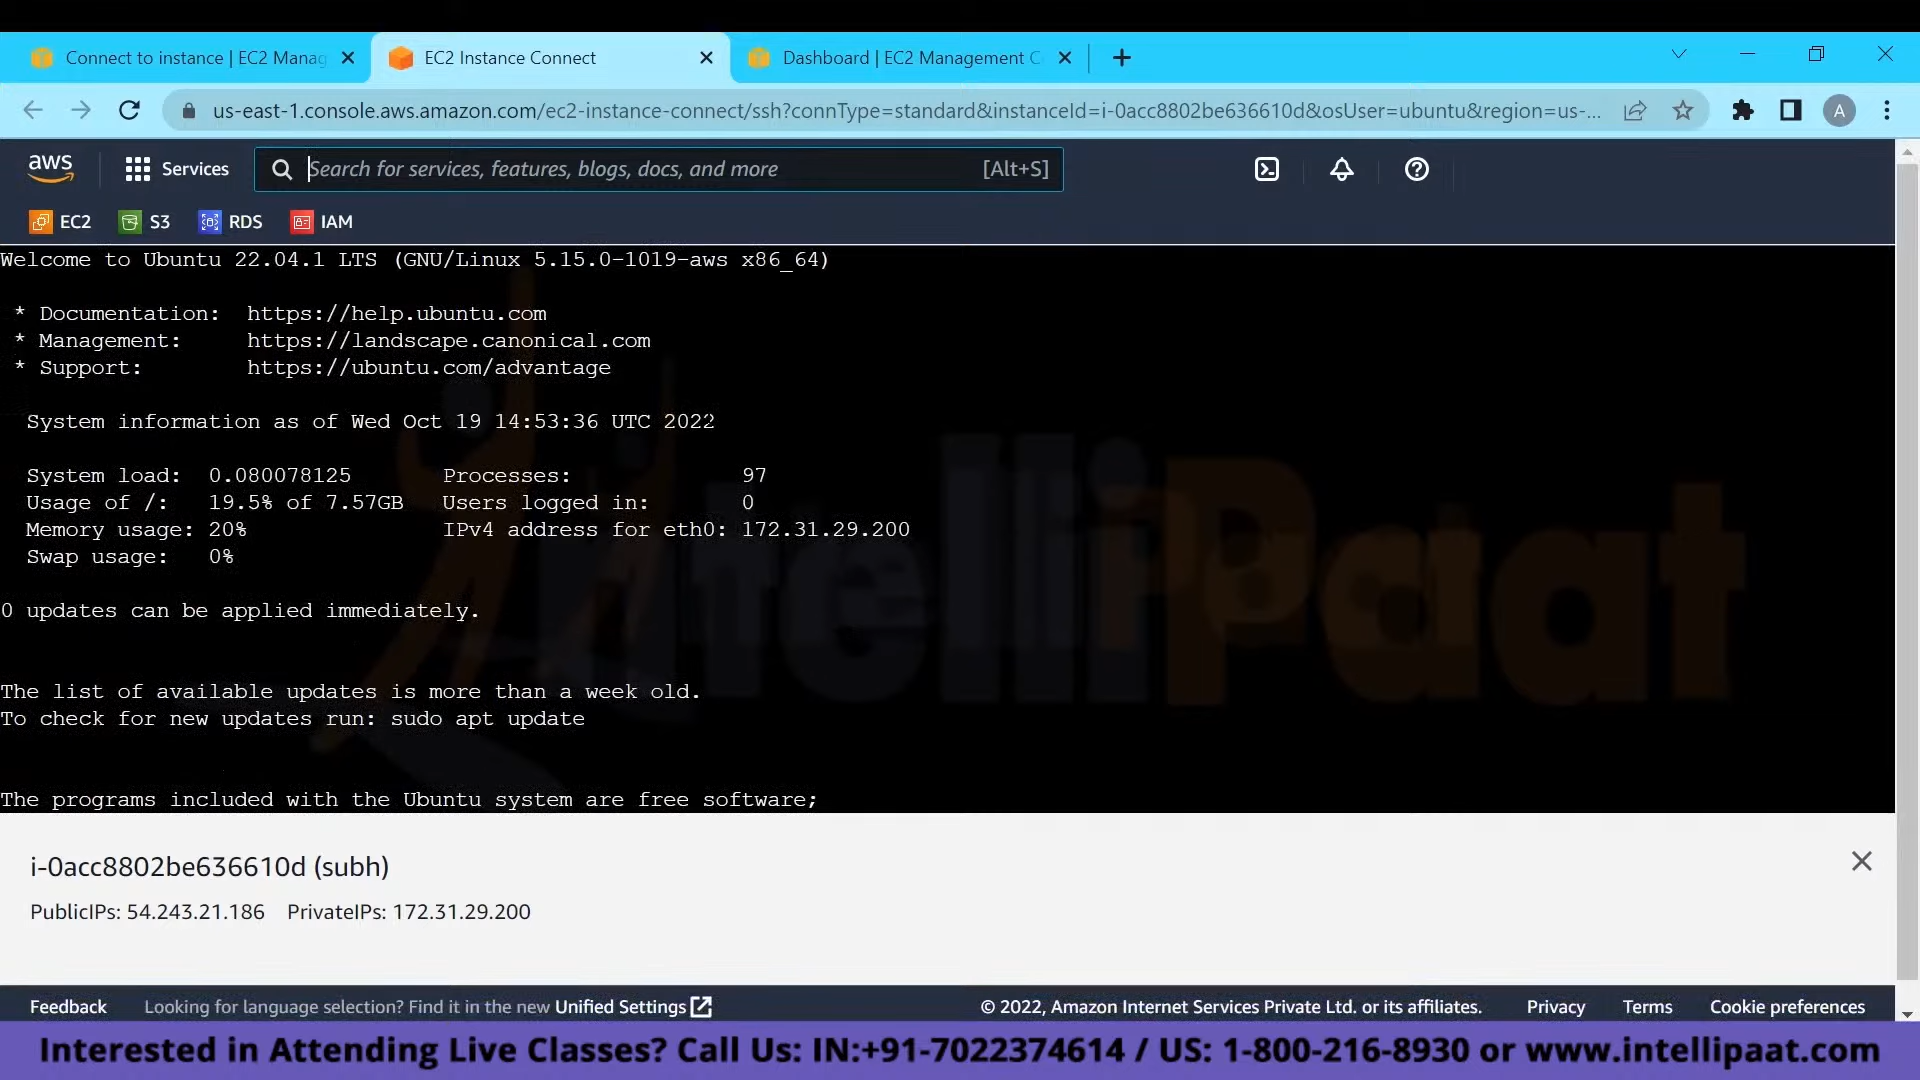 Connect to instance | EC2 Manag
EC2 Instance Connect
Dashboard | EC2 Management C
us-east-1.console.aws.amazon.com/ec2-instance-connect/ssh?connType=standard&instanceId=i-0acc8802be636610d&osUser=ubuntu&region=us-...
A
aws
Services
Search for services, features, blogs, docs, and more
[Alt+S]
EC2
S3
RDS
IAM
Welcome to Ubuntu 22.04.1 LTS (GNU/Linux 5.15.0-1019-aws x86_64)
* Documentation: https://help.ubuntu.com
* Management: https://landscape.canonical.com
* Support: https://ubuntu.com/advantage
System information as of Wed Oct 19 14:53:36 UTC 2022
System load: 0.080078125 Processes: 97
Usage of /: 19.5% of 7.57GB Users logged in: 0
Memory usage: 20% IPv4 address for eth0: 172.31.29.200
Swap usage: 0%
0 updates can be applied immediately.
The list of available updates is more than a week old.
To check for new updates run: sudo apt update
The programs included with the Ubuntu system are free software;
intelliPaat
i-0acc8802be636610d (subh)
PublicIPs: 54.243.21.186 PrivateIPs: 172.31.29.200
Feedback
Looking for language selection? Find it in the new Unified Settings
© 2022, Amazon Internet Services Private Ltd. or its affiliates.
Privacy
Terms
Cookie preferences
Interested in Attending Live Classes? Call Us: IN:+91-7022374614 / US: 1-800-216-8930 or www.intellipaat.com